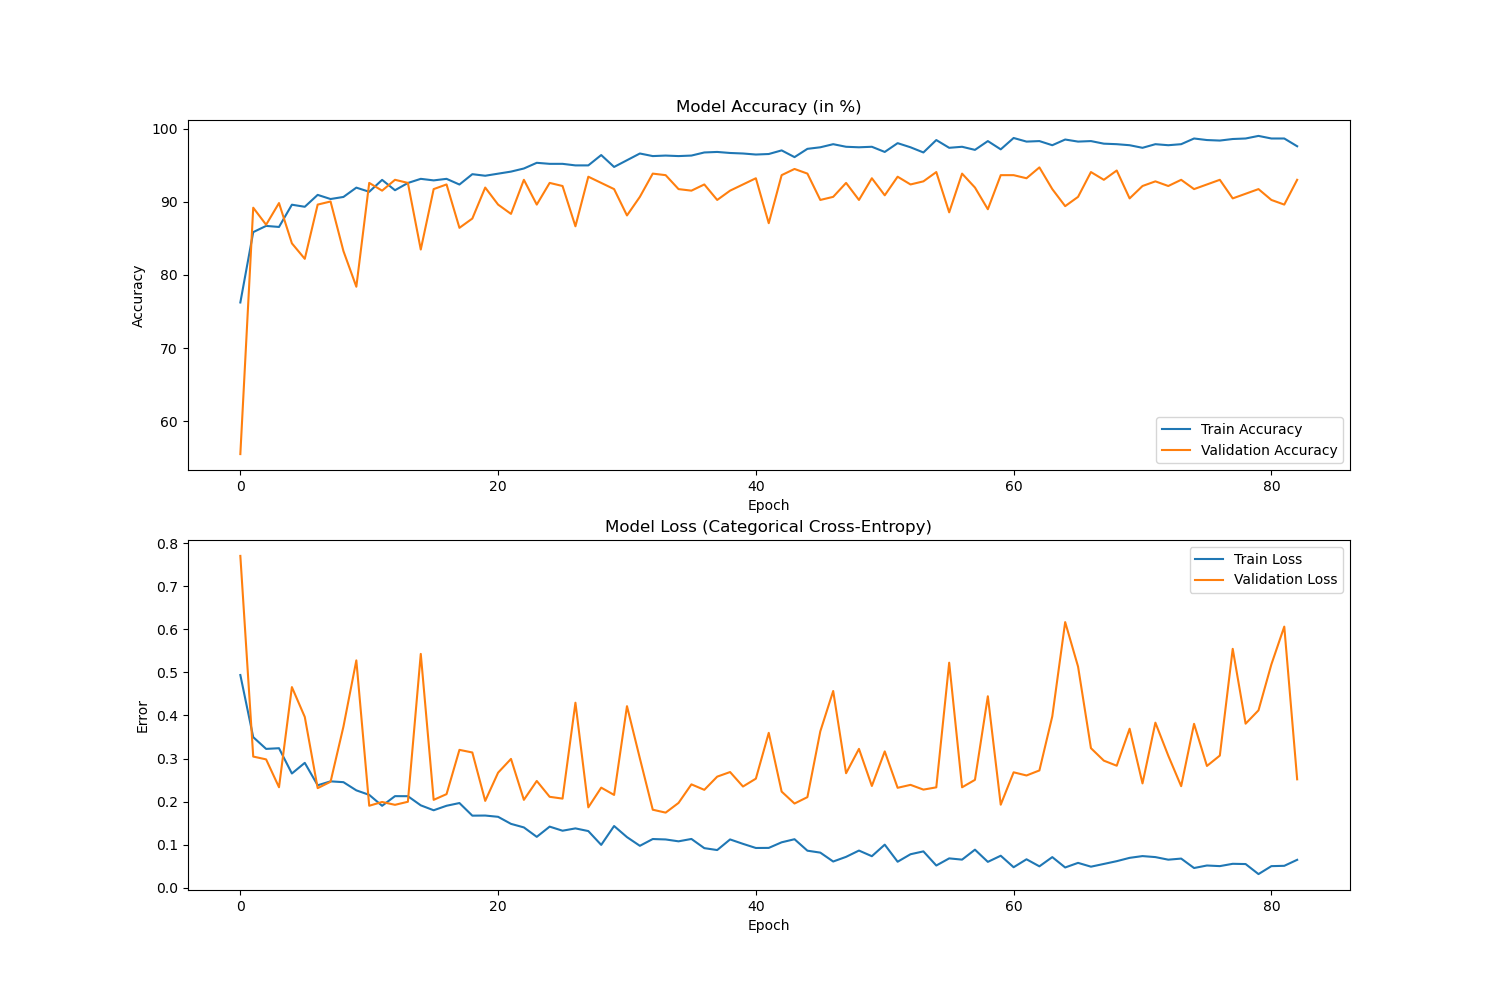 Model Accuracy (in %)
100
90
80
70
60
Accuracy
Train Accuracy
Validation Accuracy
0 20 40 60 80
Epoch
Model Loss (Categorical Cross-Entropy)
0.8
0.7
0.6
0.5
0.4
0.3
0.2
0.1
0.0
Error
Train Loss
Validation Loss
0 20 40 60 80
Epoch